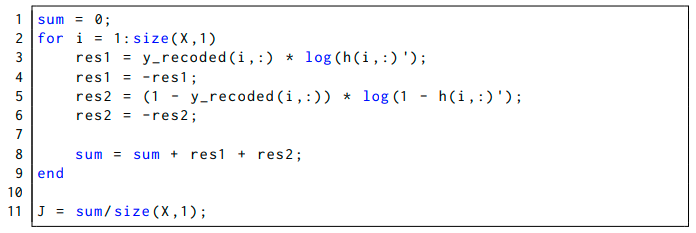 1 sum = 0;
2 for i = 1:size(X,1)
3     res1 = y_recoded(i,:) * log(h(i,:)');
4     res1 = -res1;
5     res2 = (1 - y_recoded(i,:)) * log(1 - h(i,:)');
6     res2 = -res2;
7
8     sum = sum + res1 + res2;
9 end
10
11 J = sum/size(X,1);